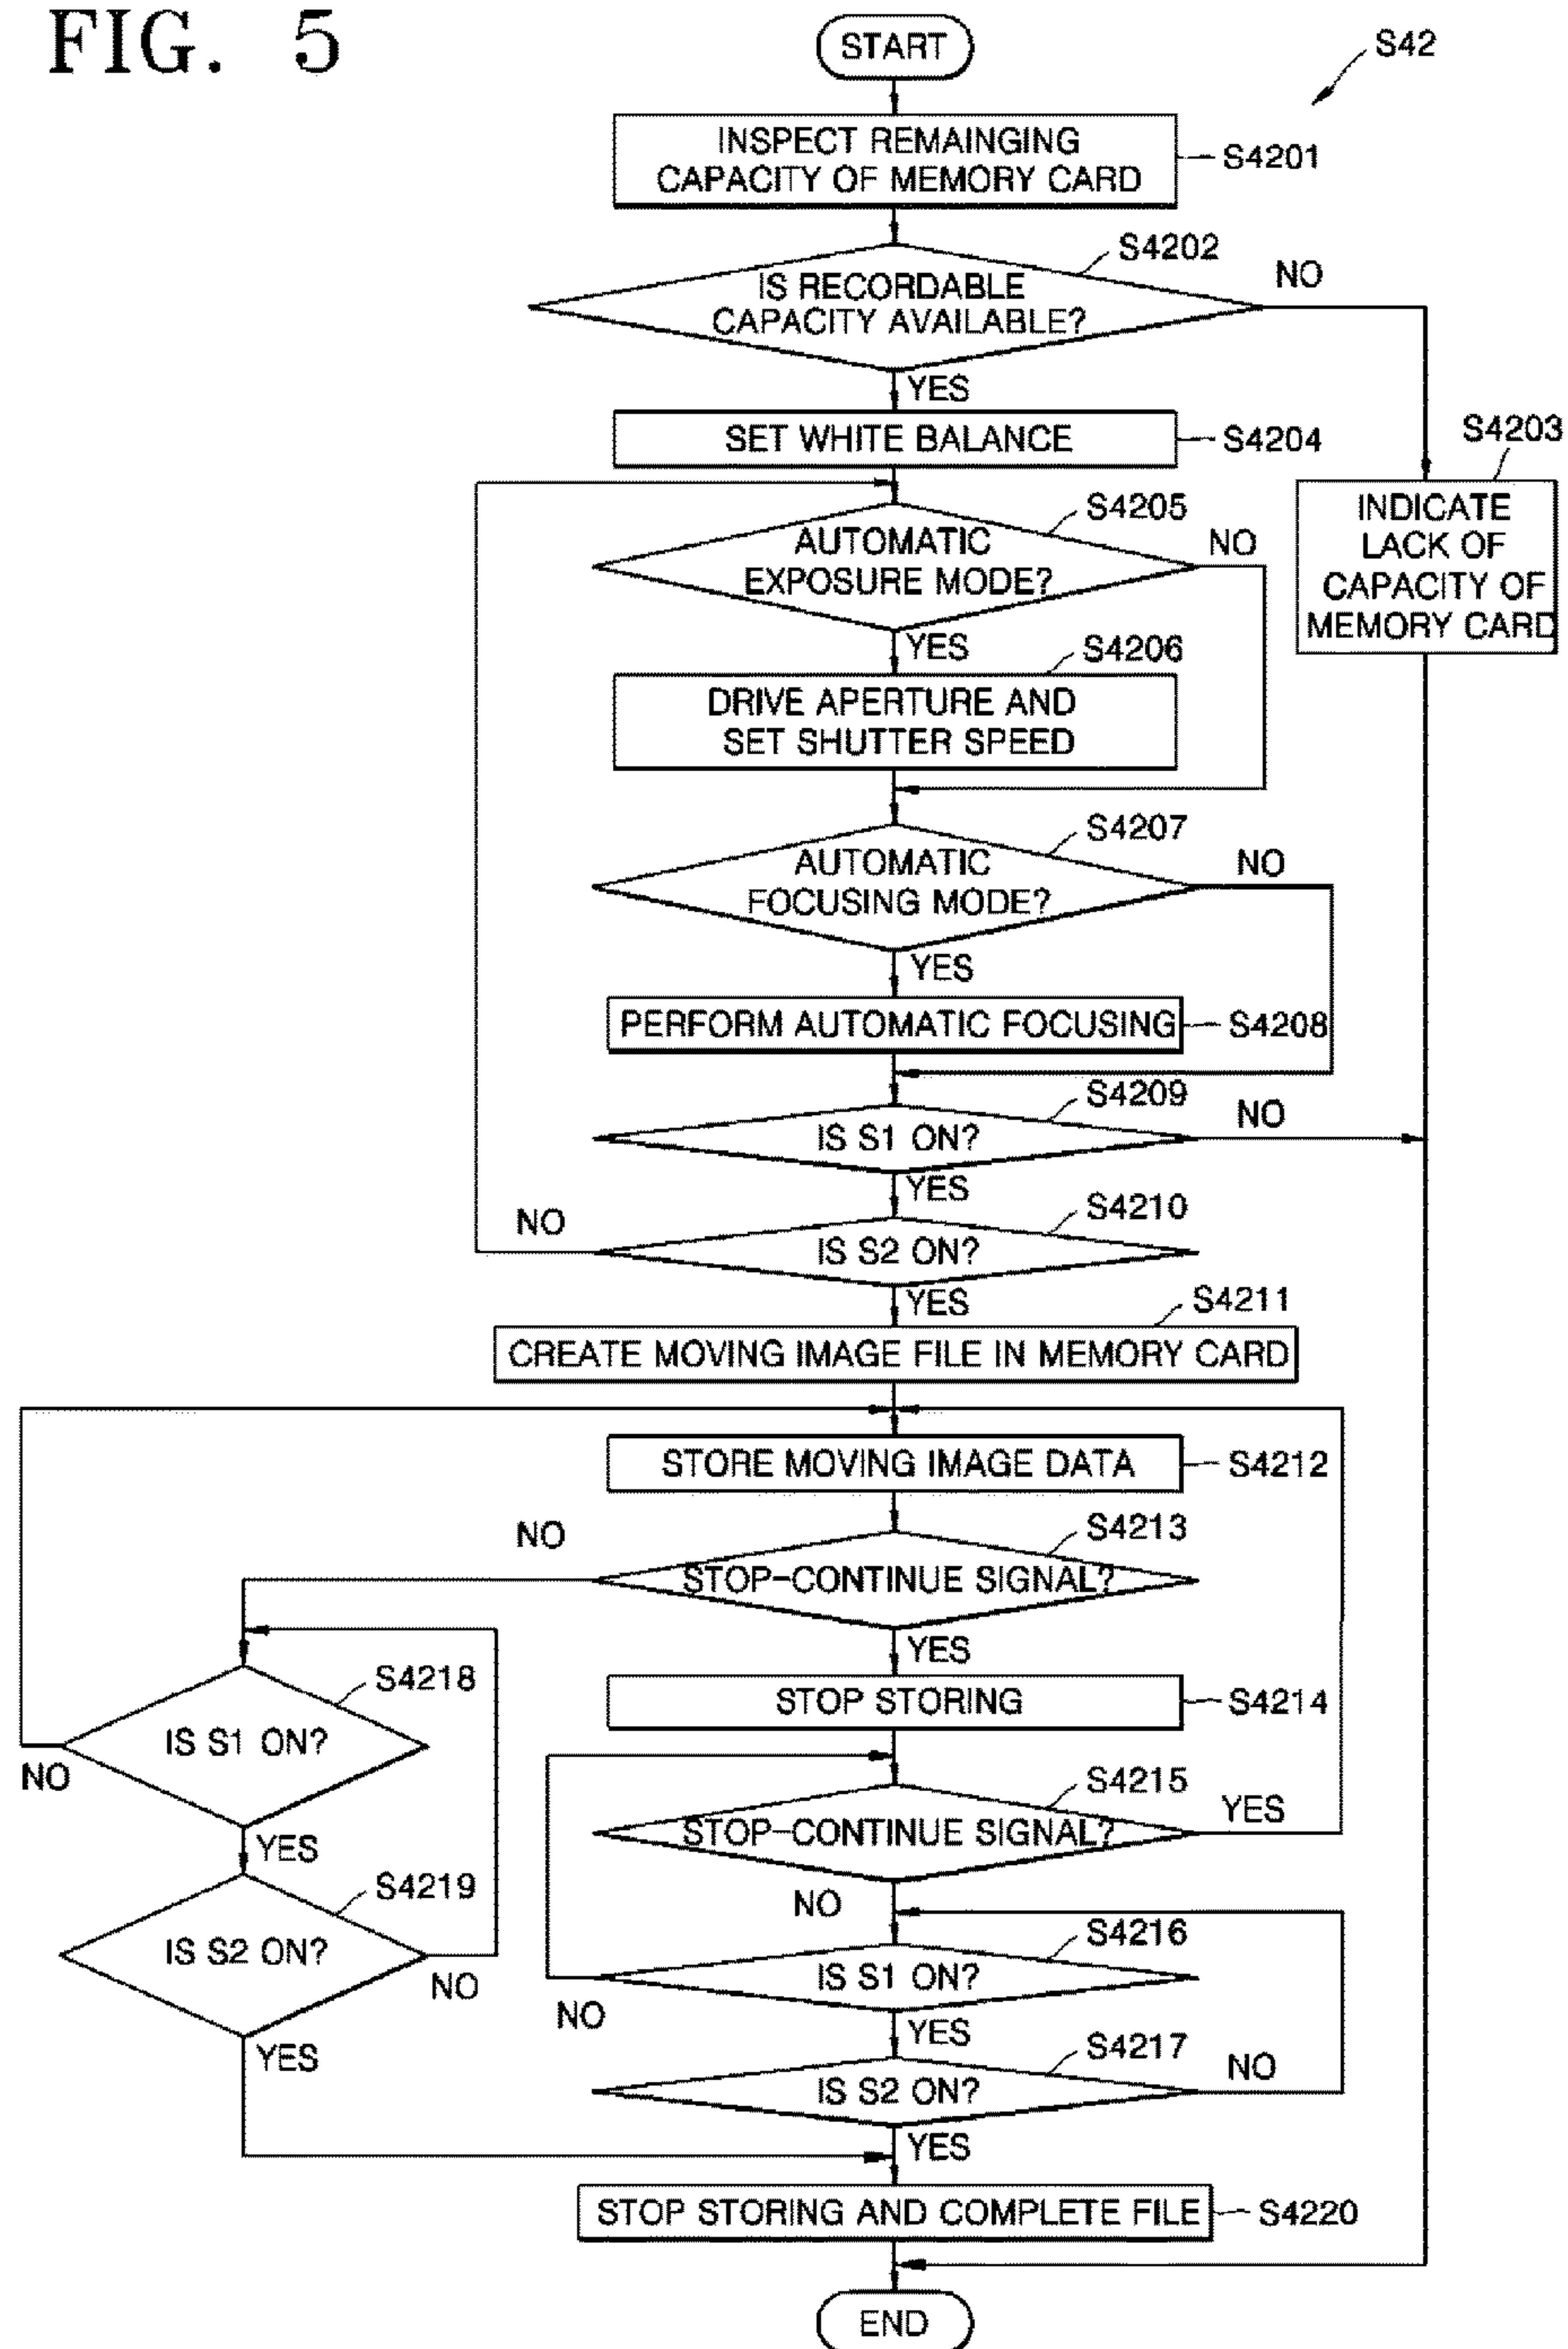 FIG. 5
START
S42
INSPECT REMAINGING
CAPACITY OF MEMORY CARD
S4201
S4202
IS RECORDABLE
CAPACITY AVAILABLE?
NO
YES
SET WHITE BALANCE
S4204
S4203
INDICATE
LACK OF
CAPACITY OF
MEMORY CARD
S4205
AUTOMATIC
EXPOSURE MODE?
NO
YES
S4206
DRIVE APERTURE AND
SET SHUTTER SPEED
S4207
AUTOMATIC
FOCUSING MODE?
NO
YES
PERFORM AUTOMATIC FOCUSING
S4208
S4209
IS S1 ON?
NO
YES
S4210
NO
IS S2 ON?
YES
S4211
CREATE MOVING IMAGE FILE IN MEMORY CARD
STORE MOVING IMAGE DATA
S4212
S4213
NO
STOP-CONTINUE SIGNAL?
YES
STOP STORING
S4214
S4218
IS S1 ON?
NO
YES
S4215
STOP-CONTINUE SIGNAL?
YES
NO
S4219
IS S2 ON?
NO
YES
S4216
IS S1 ON?
NO
YES
S4217
IS S2 ON?
NO
YES
STOP STORING AND COMPLETE FILE
S4220
END